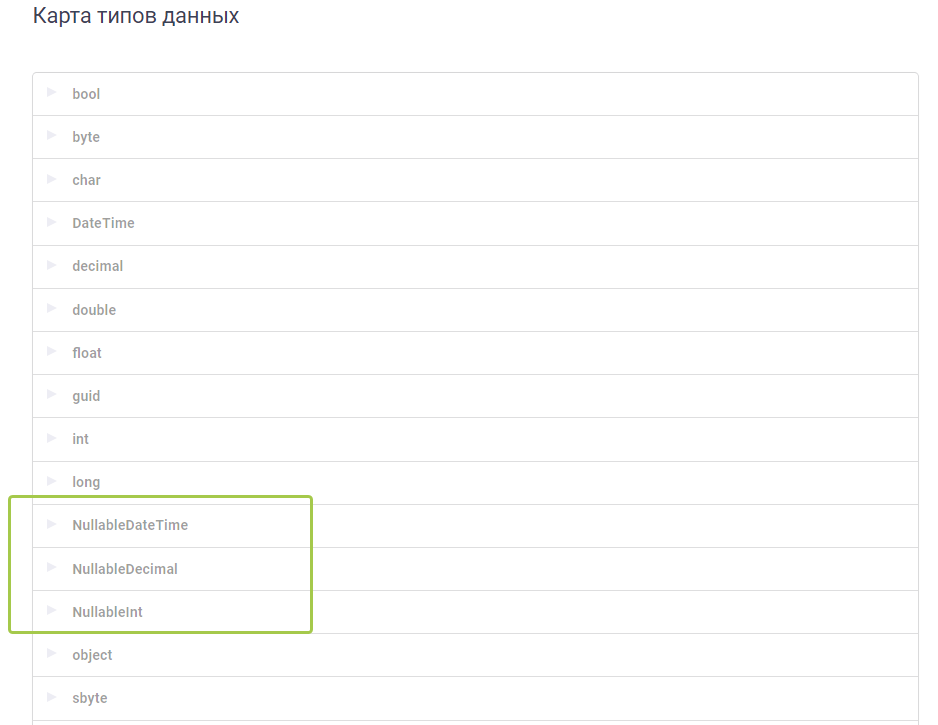 Карта типов данных
bool
byte
char
DateTime
decimal
double
float
guid
int
long
NullableDateTime
NullableDecimal
NullableInt
object
sbyte